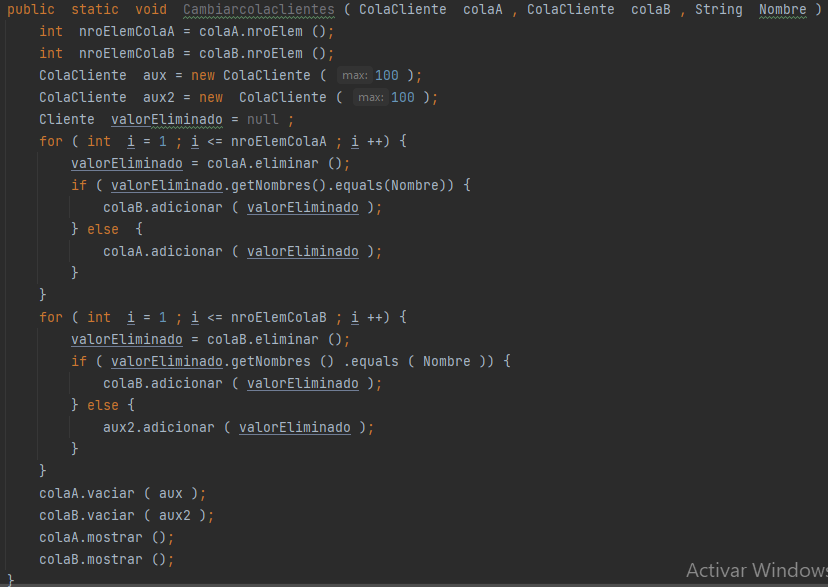 public static void Cambiarcolaclientes ( ColaCliente colaA , ColaCliente colaB , String Nombre )
int nroElemColaA = colaA.nroElem ();
int nroElemColaB = colaB.nroElem ();
ColaCliente aux = new ColaCliente ( max: 100 );
ColaCliente aux2 = new ColaCliente ( max: 100 );
Cliente valorEliminado = null ;
for ( int i = 1 ; i <= nroElemColaA ; i ++) {
valorEliminado = colaA.eliminar ();
if ( valorEliminado.getNombres().equals(Nombre)) {
colaB.adicionar ( valorEliminado );
} else {
colaA.adicionar ( valorEliminado );
}
}
for ( int i = 1 ; i <= nroElemColaB ; i ++) {
valorEliminado = colaB.eliminar ();
if ( valorEliminado.getNombres () .equals ( Nombre )) {
colaB.adicionar ( valorEliminado );
} else {
aux2.adicionar ( valorEliminado );
}
}
colaA.vaciar ( aux );
colaB.vaciar ( aux2 );
colaA.mostrar ();
colaB.mostrar ();
}
Activar Windows